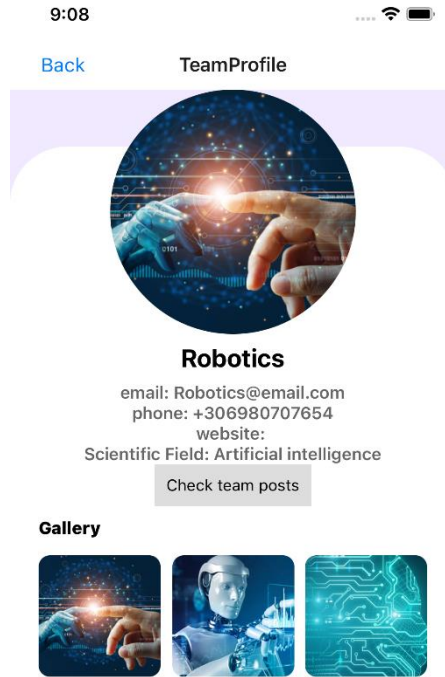 9:08
Back
TeamProfile
0101
Robotics
email: Robotics@email.com
phone: +306980707654
website:
Scientific Field: Artificial intelligence
Check team posts
Gallery